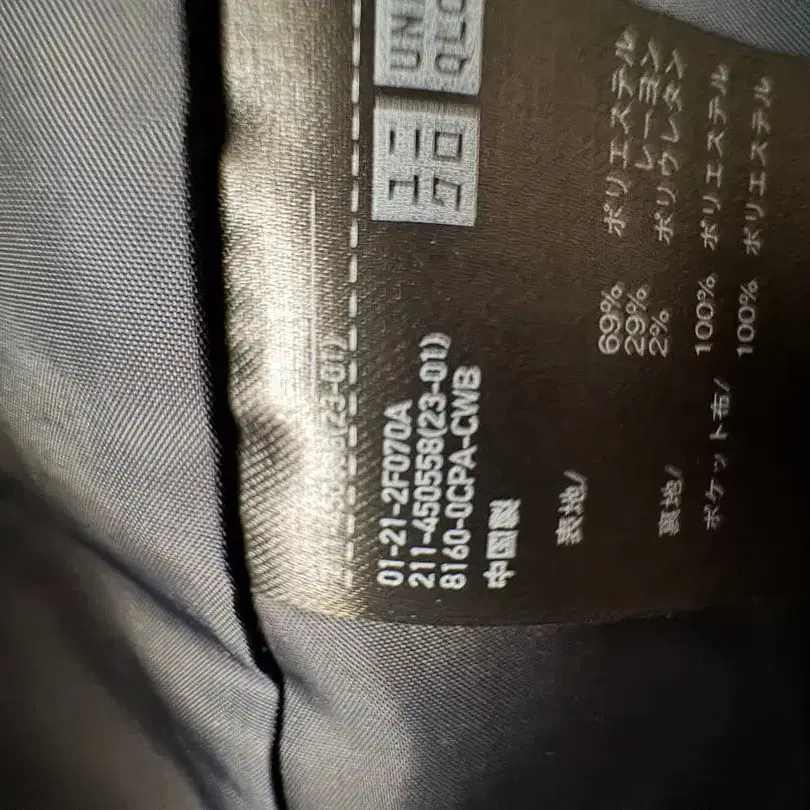 ユニ UNI
クロ QLO
01-21-2F070A
211-450558(23-01)
8160-0CPA-CWB
中国製
表地/ 69% ポリエステル
29% レーヨン
2% ポリウレタン
裏地/ 100% ポリエステル
ポケット布/ 100% ポリエステル